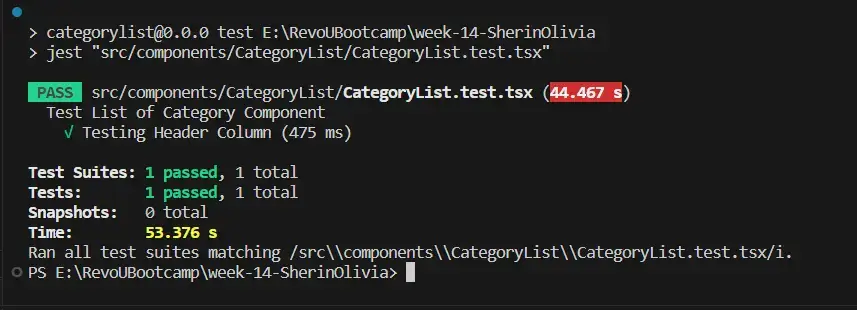 > categorylist@0.0.0 test E:\RevoUBootcamp\week-14-SherinOlivia
> jest "src/components/CategoryList/CategoryList.test.tsx"
PASS src/components/CategoryList/CategoryList.test.tsx (44.467 s)
Test List of Category Component
√ Testing Header Column (475 ms)
Test Suites: 1 passed, 1 total
Tests: 1 passed, 1 total
Snapshots: 0 total
Time: 53.376 s
Ran all test suites matching /src\\components\\CategoryList\\CategoryList.test.tsx/i.
PS E:\RevoUBootcamp\week-14-SherinOlivia>